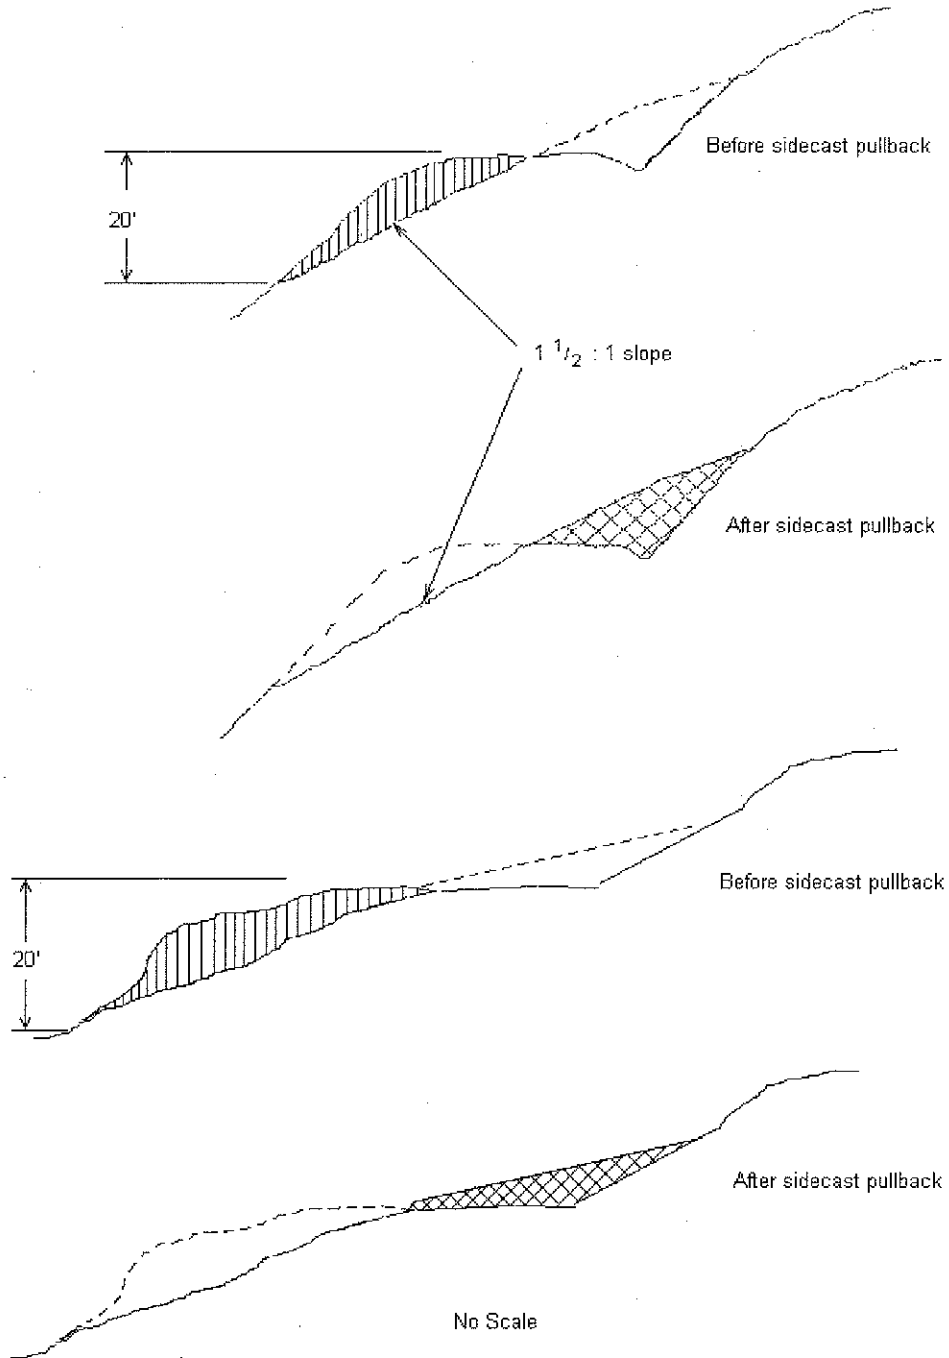 Before sidecast pullback
20'
1 1/2 : 1 slope
After sidecast pullback
Before sidecast pullback
20'
After sidecast pullback
No Scale